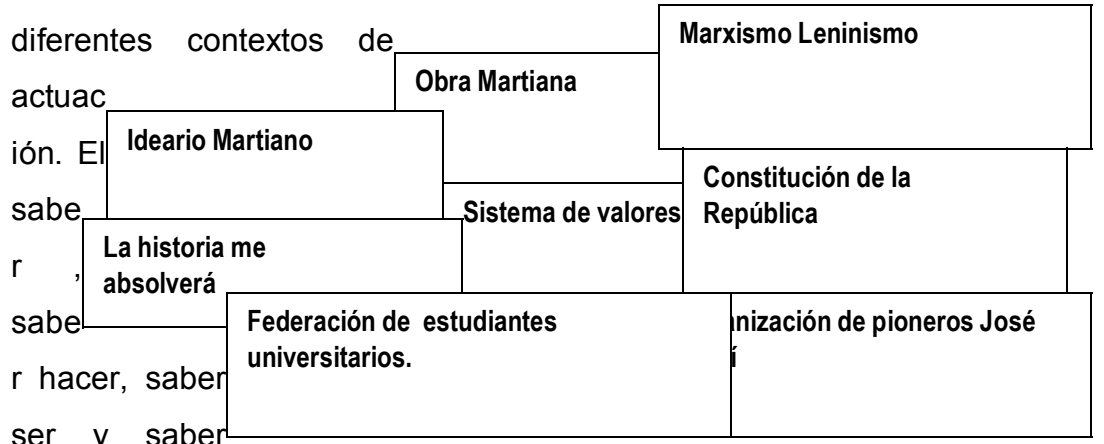 diferentes contextos de
actuac
ión. El
sabe
r ,
sabe
r hacer, saber
ser y saber
Marxismo Leninismo
Obra Martiana
Ideario Martiano
Constitución de la
República
Sistema de valores
La historia me
absolverá
Federación de estudiantes
universitarios.
nización de pioneros José
í